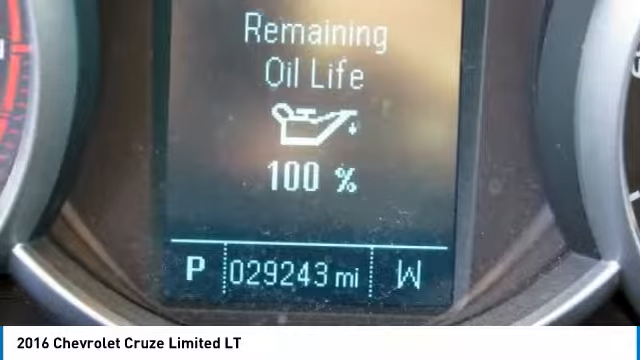 Remaining
Oil Life
100 %
P 029243 mi W
2016 Chevrolet Cruze Limited LT